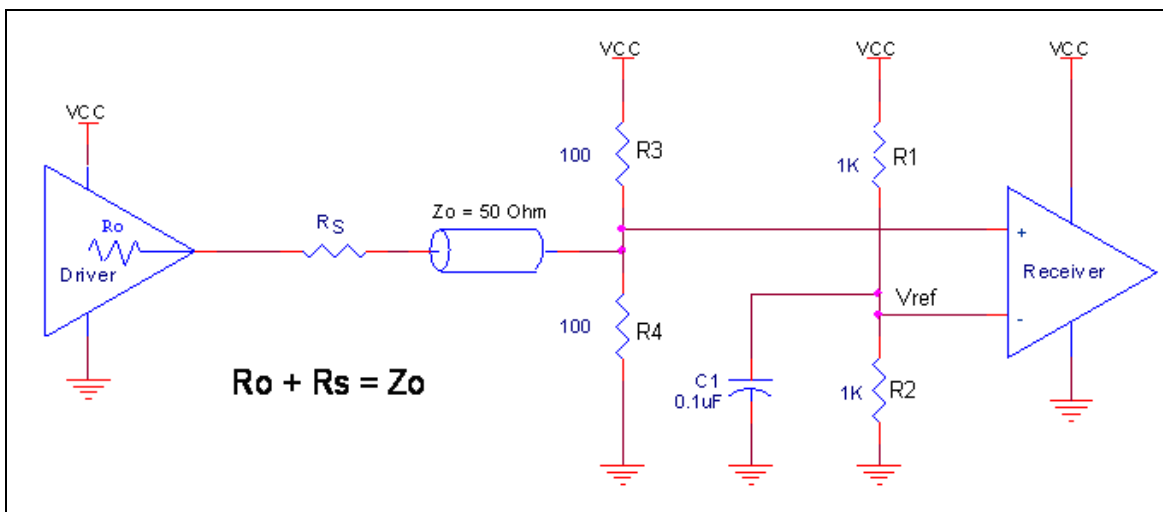 VCC
VCC
VCC
VCC
Ro
Driver
RS
Zo = 50 Ohm
100
R3
1K
R1
+
Receiver
-
Vref
100
R4
C1
0.1uF
1K
R2
Ro + Rs = Zo